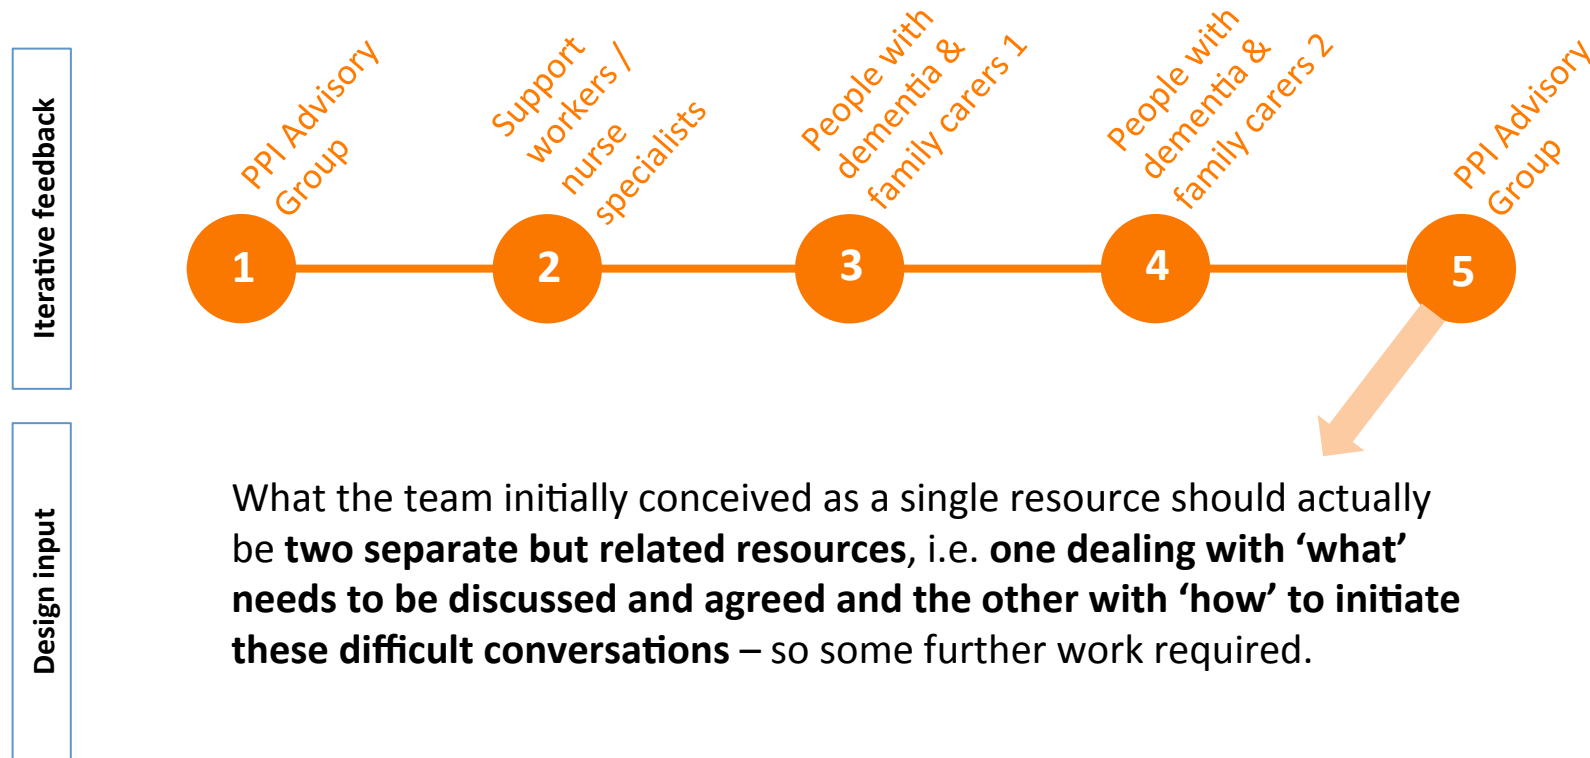 Iterative feedback
PPI Advisory
Group
Support
workers /
nurse
specialists
People with
dementia &
family carers 1
People with
dementia &
family carers 2
PPI Advisory
Group
1
2
3
4
5
Design input
What the team initially conceived as a single resource should actually
be two separate but related resources, i.e. one dealing with ‘what’
needs to be discussed and agreed and the other with ‘how’ to initiate
these difficult conversations – so some further work required.